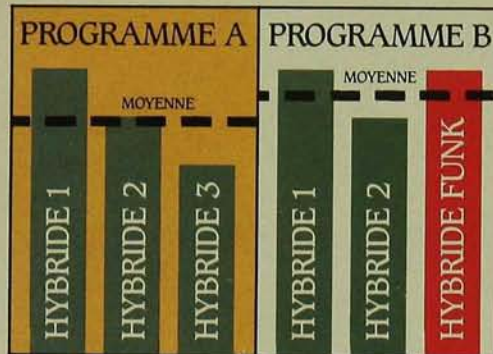 PROGRAMME A
MOYENNE
HYBRIDE 1
HYBRIDE 2
HYBRIDE 3
PROGRAMME B
MOYENNE
HYBRIDE 1
HYBRIDE 2
HYBRIDE FUNK